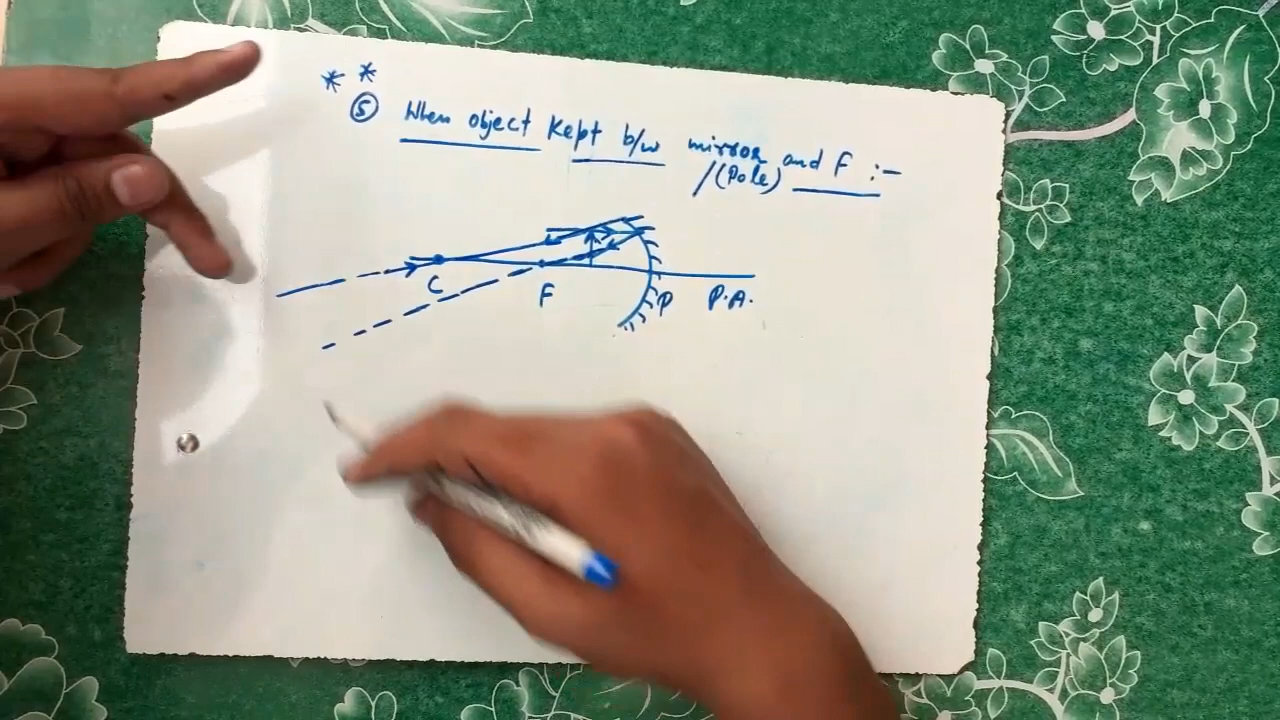 * *
⑤ When object kept b/w mirror and F :-
/(Pole)
C F P P.A.